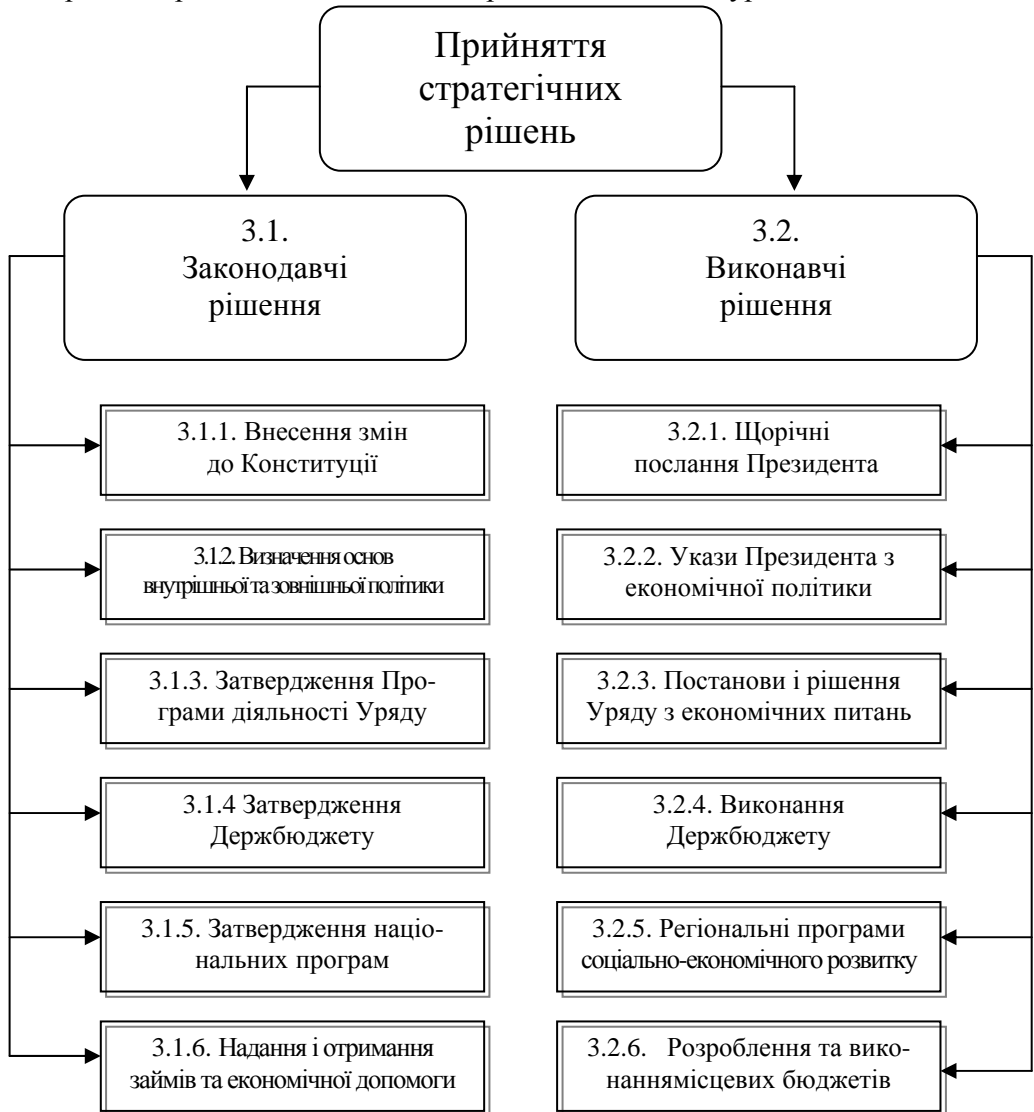 Прийняття
стратегічних
рішень
3.1.
Законодавчі
рішення
3.2.
Виконавчі
рішення
3.1.1. Внесення змін
до Конституції
3.1.2. Визначення основ
внутрішньої та зовнішньої політики
3.1.3. Затвердження Про-
грами діяльності Уряду
3.1.4 Затвердження
Держбюджету
3.1.5. Затвердження наці-
ональних програм
3.1.6. Надання і отримання
займів та економічної допомоги
3.2.1. Щорічні
послання Президента
3.2.2. Укази Президента з
економічної політики
3.2.3. Постанови і рішення
Уряду з економічних питань
3.2.4. Виконання
Держбюджету
3.2.5. Регіональні програми
соціально-економічного розвитку
3.2.6. Розроблення та вико-
наннямісцевих бюджетів